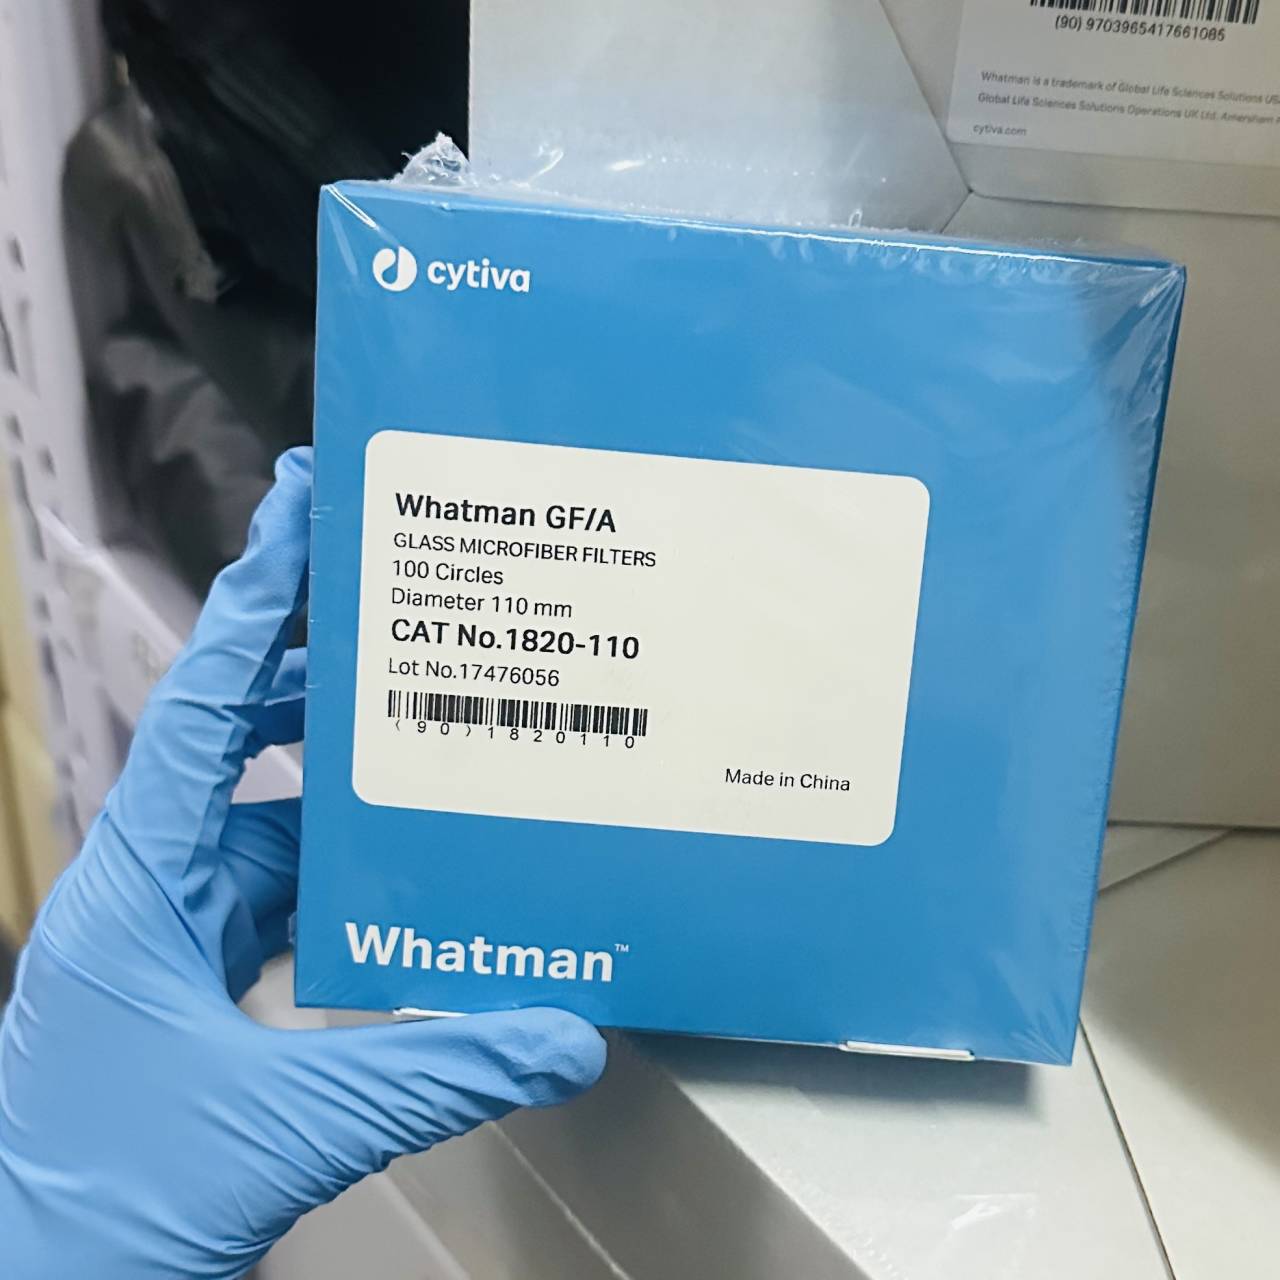 (90) 9703965417661085
Whatman is a trademark of Global Life Sciences Solutions
Global Life Sciences Solutions Operations UK Ltd. Amersham
cytiva.com
cytiva
Whatman GF/A
GLASS MICROFIBER FILTERS
100 Circles
Diameter 110 mm
CAT No.1820-110
Lot No.17476056
(90)1820110
Made in China
Whatman™